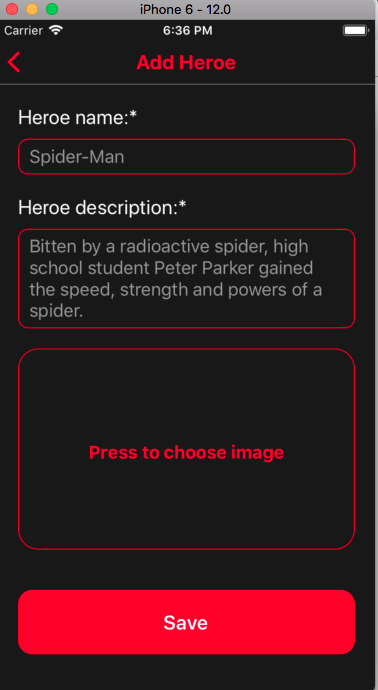 iPhone 6 - 12.0
Carrier 6:36 PM
Add Heroe
Heroe name:*
Spider-Man
Heroe description:*
Bitten by a radioactive spider, high
school student Peter Parker gained
the speed, strength and powers of a
spider.
Press to choose image
Save